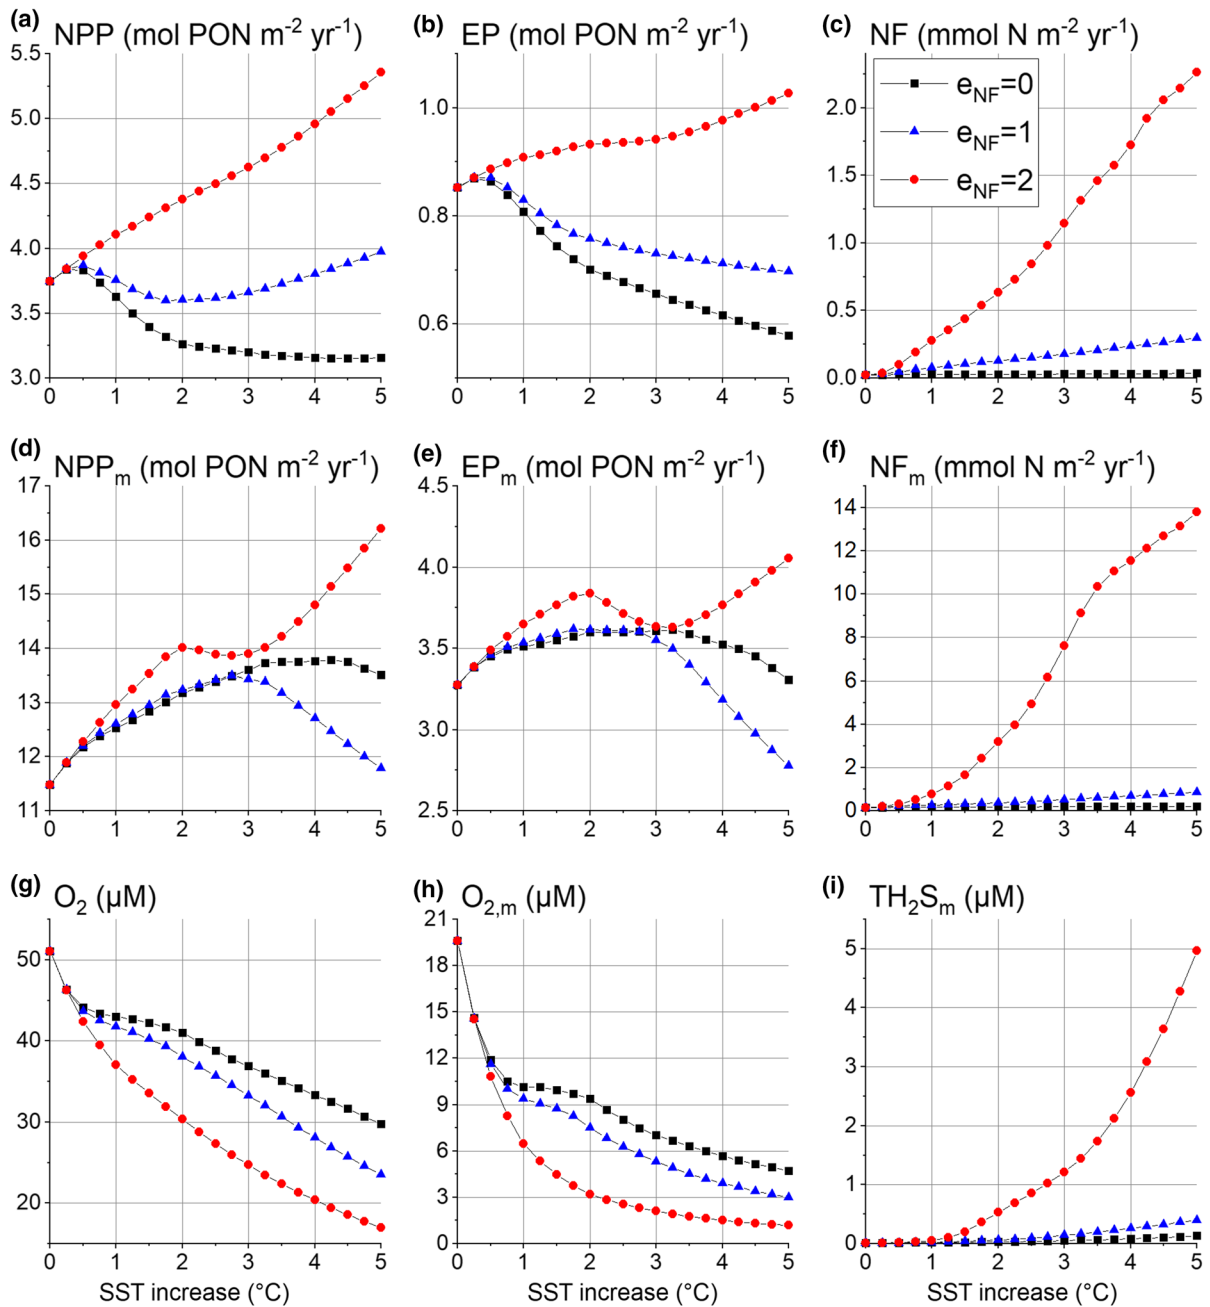 (a) NPP (mol PON m⁻² yr⁻¹)
5.5
5.0
4.5
4.0
3.5
3.0
0 1 2 3 4 5
(b) EP (mol PON m⁻² yr⁻¹)
1.0
0.8
0.6
0 1 2 3 4 5
(c) NF (mmol N m⁻² yr⁻¹)
e_NF=0
e_NF=1
e_NF=2
2.0
1.5
1.0
0.5
0.0
0 1 2 3 4 5
(d) NPP_m (mol PON m⁻² yr⁻¹)
17
16
15
14
13
12
11
0 1 2 3 4 5
(e) EP_m (mol PON m⁻² yr⁻¹)
4.5
4.0
3.5
3.0
2.5
0 1 2 3 4 5
(f) NF_m (mmol N m⁻² yr⁻¹)
14
12
10
8
6
4
2
0
0 1 2 3 4 5
(g) O₂ (μM)
50
40
30
20
0 1 2 3 4 5
SST increase (°C)
(h) O₂,m (μM)
21
18
15
12
9
6
3
0
0 1 2 3 4 5
SST increase (°C)
(i) TH₂S_m (μM)
5
4
3
2
1
0
0 1 2 3 4 5
SST increase (°C)